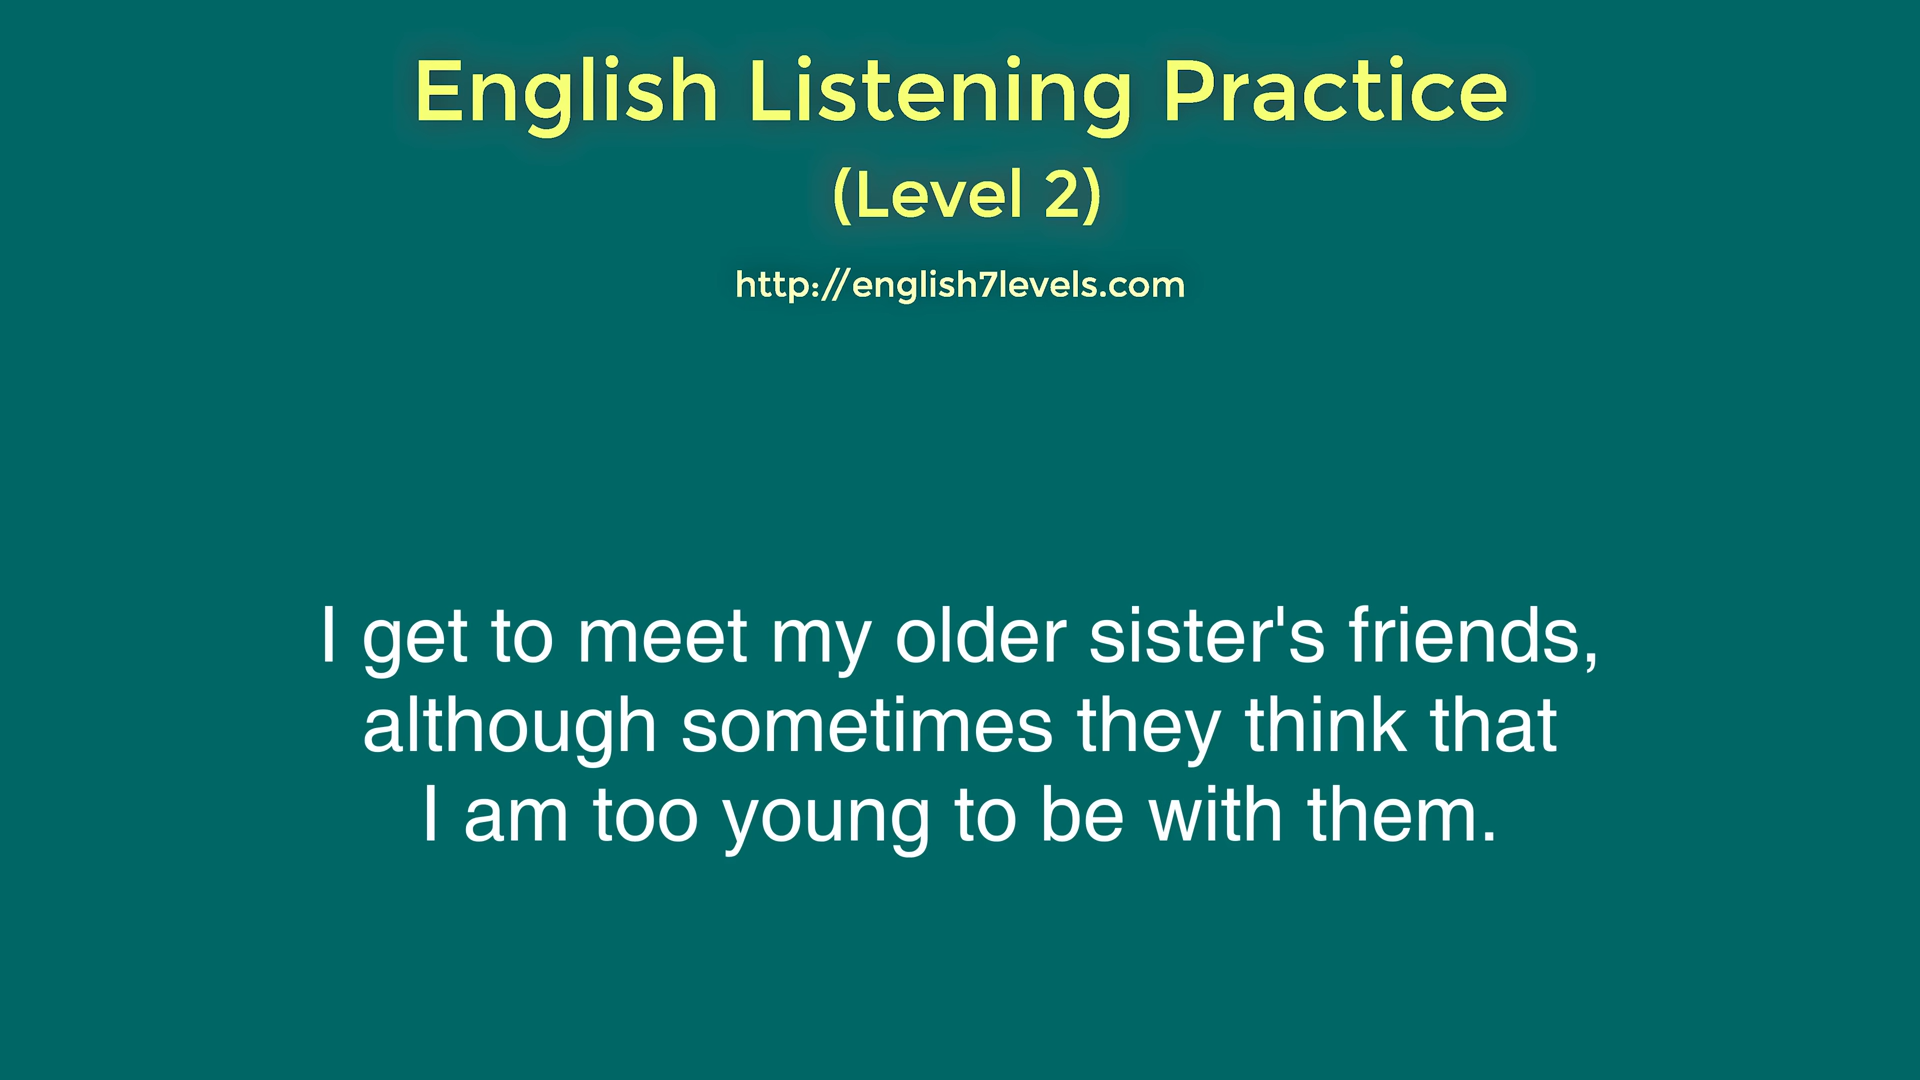 English Listening Practice
(Level 2)
http://english7levels.com
I get to meet my older sister's friends,
although sometimes they think that
I am too young to be with them.